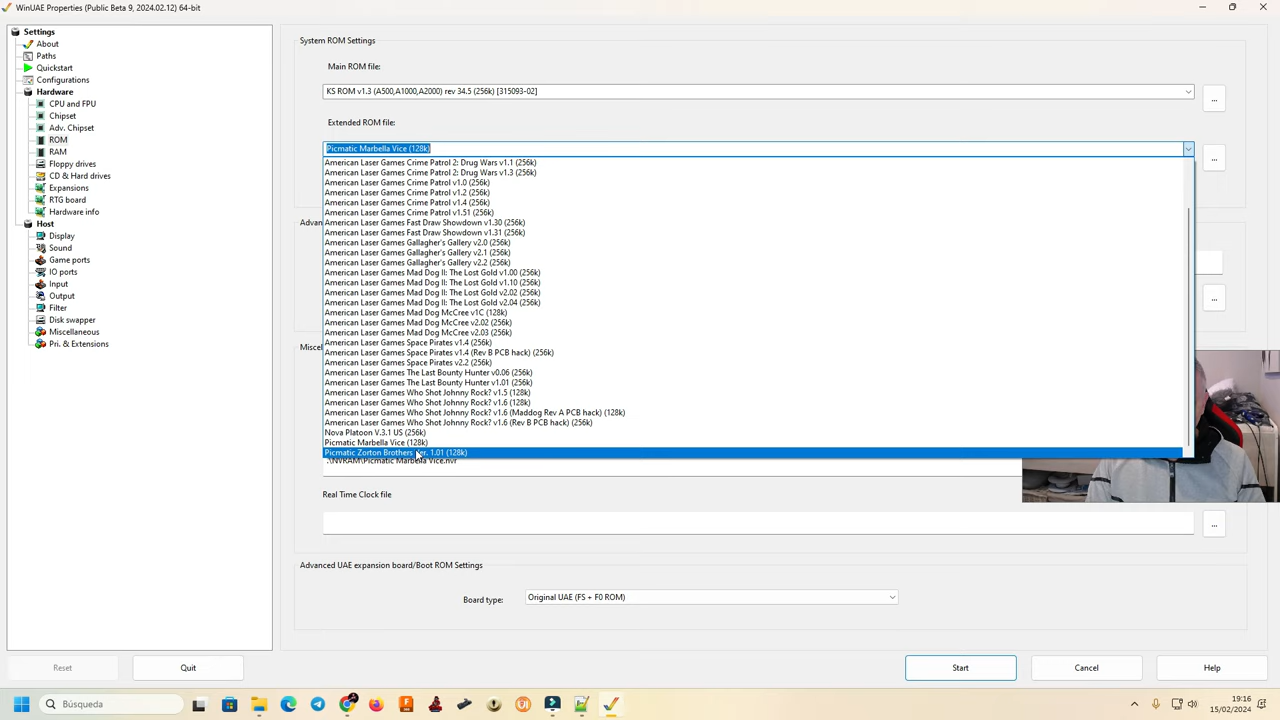 WinUAE Properties (Public Beta 9, 2024.02.12) 64-bit
Settings
About
Paths
Quickstart
Configurations
Hardware
CPU and FPU
Chipset
Adv. Chipset
ROM
RAM
Floppy drives
CD & Hard drives
Expansions
RTG board
Hardware info
Host
Display
Sound
Game ports
IO ports
Input
Output
Filter
Disk swapper
Miscellaneous
Pri. & Extensions
System ROM Settings
Main ROM file:
KS ROM v1.3 (A500,A1000,A2000) rev 34.5 (256k) [315093-02]
...
Extended ROM file:
Picmatic Marbella Vice (128k)
...
American Laser Games Crime Patrol 2: Drug Wars v1.1 (256k)
American Laser Games Crime Patrol 2: Drug Wars v1.3 (256k)
American Laser Games Crime Patrol v1.0 (256k)
American Laser Games Crime Patrol v1.2 (256k)
American Laser Games Crime Patrol v1.4 (256k)
American Laser Games Crime Patrol v1.51 (256k)
American Laser Games Fast Draw Showdown v1.30 (256k)
American Laser Games Fast Draw Showdown v1.31 (256k)
American Laser Games Gallagher's Gallery v2.0 (256k)
American Laser Games Gallagher's Gallery v2.1 (256k)
American Laser Games Gallagher's Gallery v2.2 (256k)
American Laser Games Mad Dog II: The Lost Gold v1.00 (256k)
American Laser Games Mad Dog II: The Lost Gold v1.10 (256k)
American Laser Games Mad Dog II: The Lost Gold v2.02 (256k)
American Laser Games Mad Dog II: The Lost Gold v2.04 (256k)
American Laser Games Mad Dog McCree v1C (128k)
American Laser Games Mad Dog McCree v2.02 (256k)
American Laser Games Mad Dog McCree v2.03 (256k)
American Laser Games Space Pirates v1.4 (256k)
American Laser Games Space Pirates v1.4 (Rev B PCB hack) (256k)
American Laser Games Space Pirates v2.2 (256k)
American Laser Games The Last Bounty Hunter v0.06 (256k)
American Laser Games The Last Bounty Hunter v1.01 (256k)
American Laser Games Who Shot Johnny Rock? v1.5 (128k)
American Laser Games Who Shot Johnny Rock? v1.6 (128k)
American Laser Games Who Shot Johnny Rock? v1.6 (Maddog Rev A PCB hack) (128k)
American Laser Games Who Shot Johnny Rock? v1.6 (Rev B PCB hack) (256k)
Nova Platoon V.3.1 US (256k)
Picmatic Marbella Vice (128k)
Picmatic Zorton Brothers Ver. 1.01 (128k)
Advan
...
Miscel
.\NVRAM\Picmatic Marbella Vice.nvr
Real Time Clock file
...
Advanced UAE expansion board/Boot ROM Settings
Board type:
Original UAE (FS + F0 ROM)
Reset
Quit
Start
Cancel
Help
Búsqueda
19:16
15/02/2024